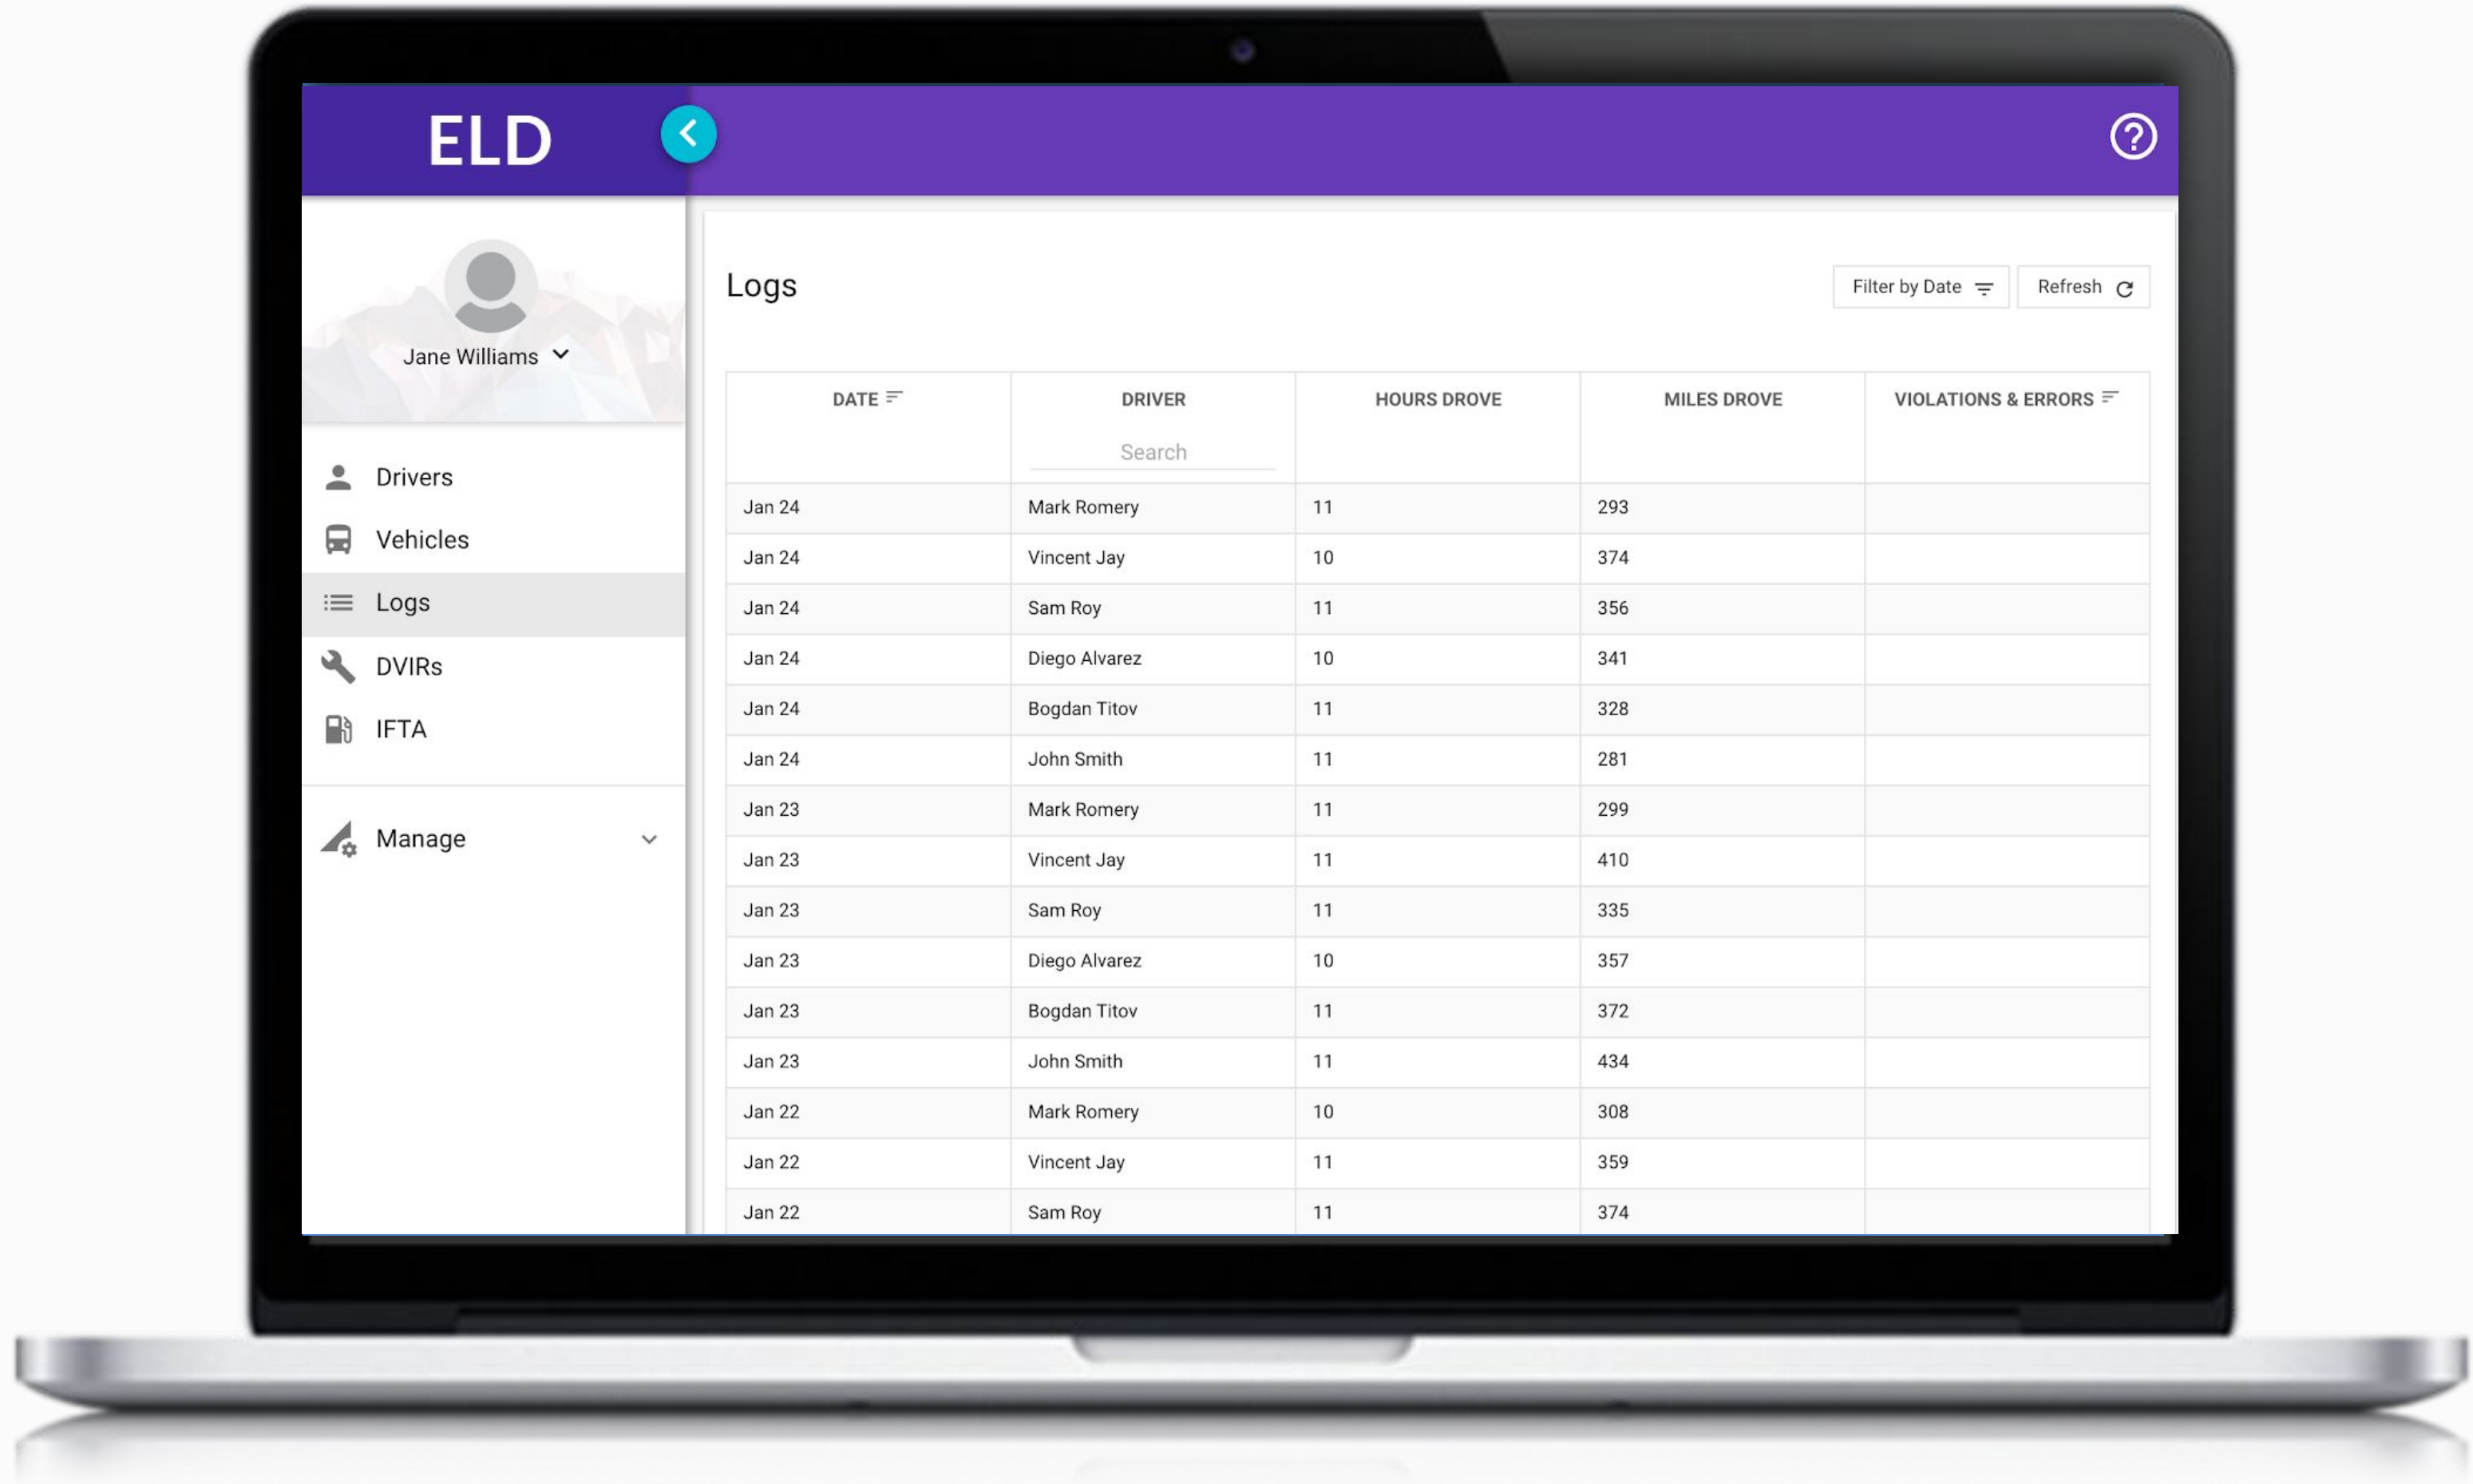 ELD
Jane Williams
Drivers
Vehicles
Logs
DVIRs
IFTA
Manage
Logs
Filter by Date
Refresh
DATE DRIVER HOURS DROVE MILES DROVE VIOLATIONS & ERRORS
Search
Jan 24 Mark Romery 11 293
Jan 24 Vincent Jay 10 374
Jan 24 Sam Roy 11 356
Jan 24 Diego Alvarez 10 341
Jan 24 Bogdan Titov 11 328
Jan 24 John Smith 11 281
Jan 23 Mark Romery 11 299
Jan 23 Vincent Jay 11 410
Jan 23 Sam Roy 11 335
Jan 23 Diego Alvarez 10 357
Jan 23 Bogdan Titov 11 372
Jan 23 John Smith 11 434
Jan 22 Mark Romery 10 308
Jan 22 Vincent Jay 11 359
Jan 22 Sam Roy 11 374